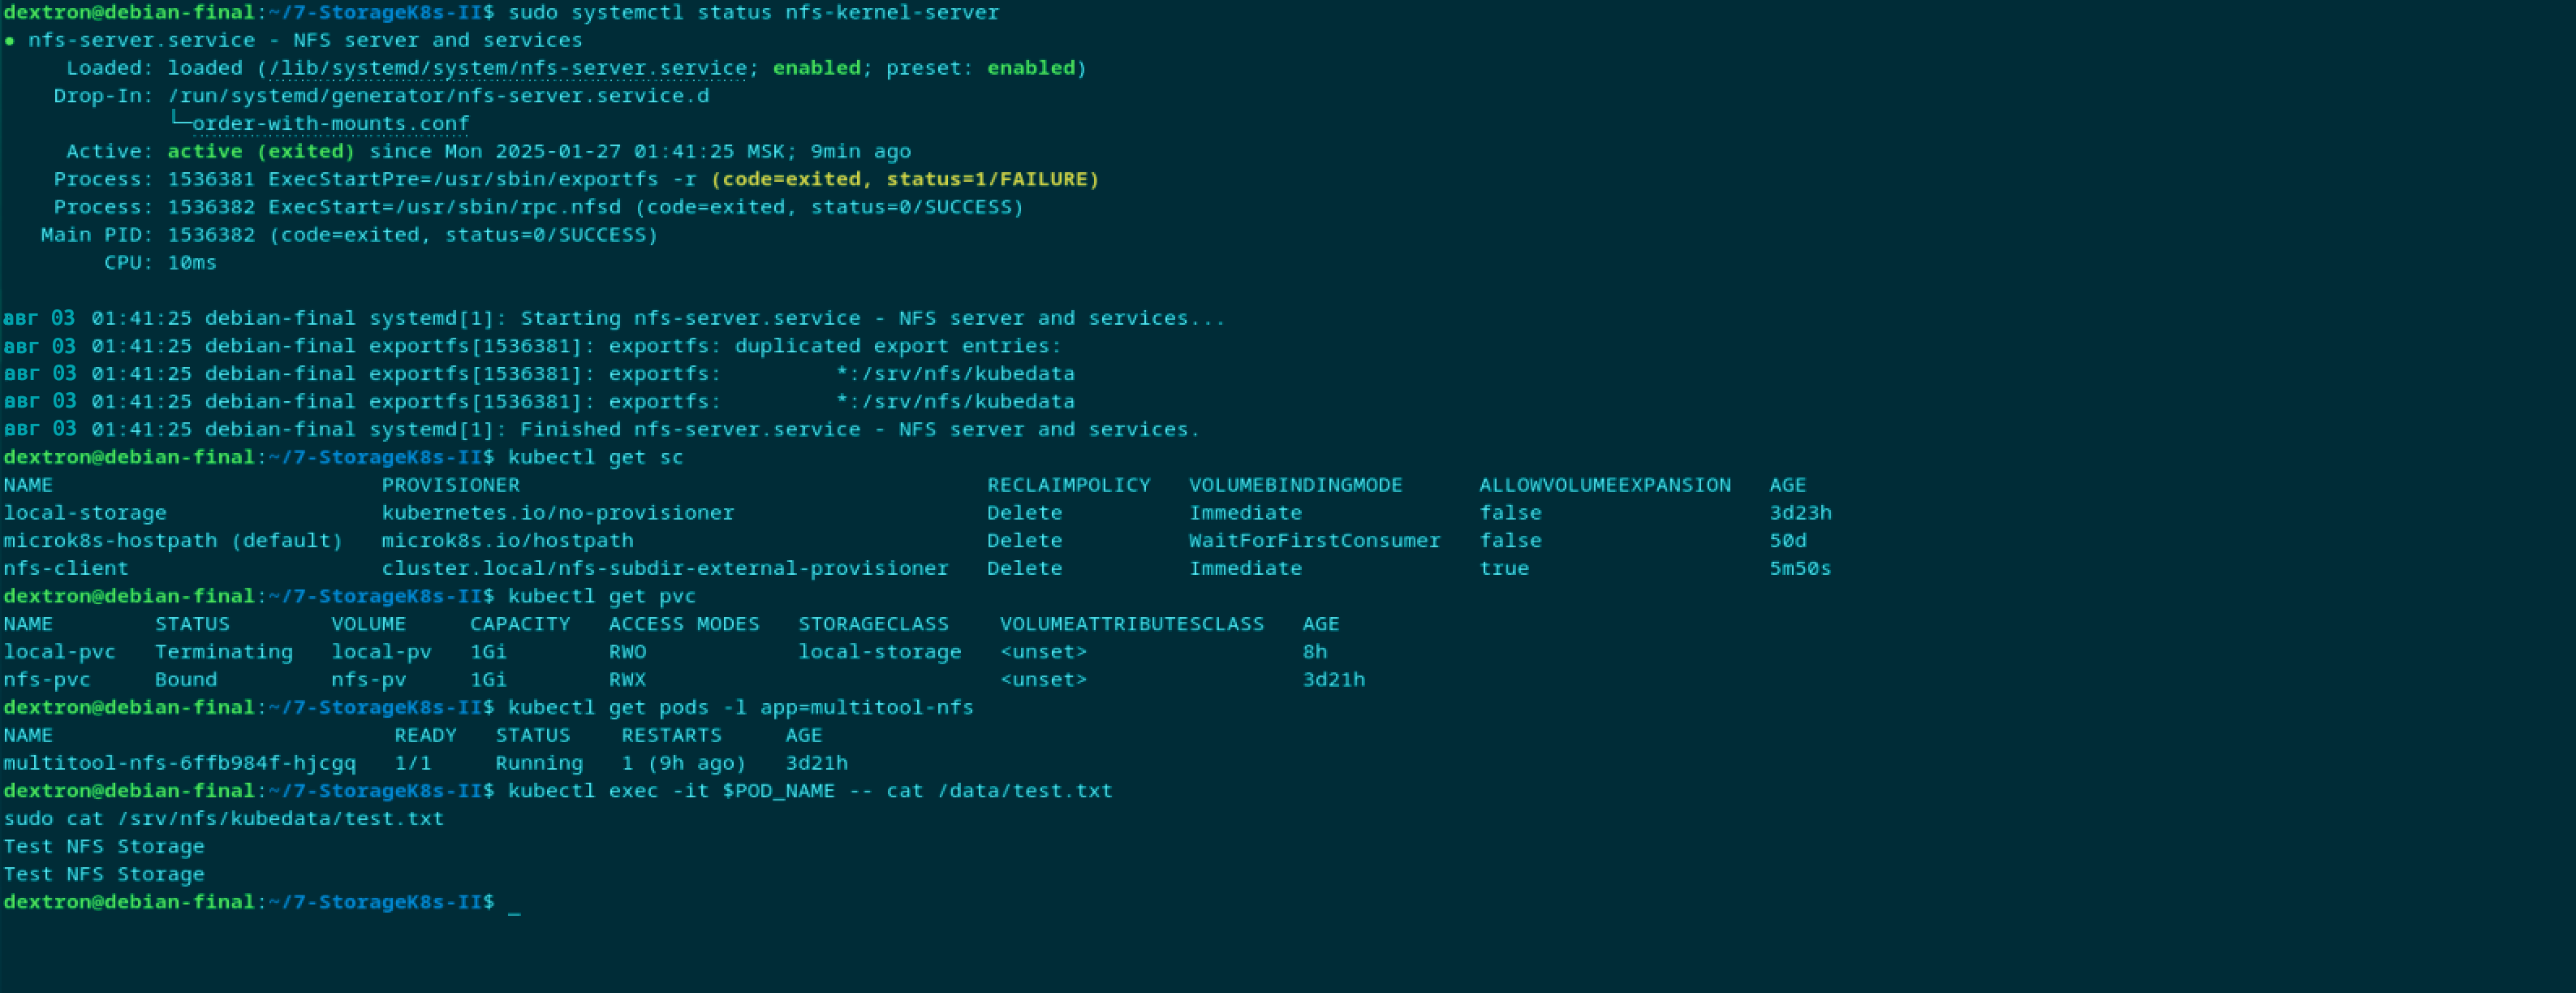 dextron@debian-final:~/7-StorageK8s-II$ sudo systemctl status nfs-kernel-server
● nfs-server.service - NFS server and services
     Loaded: loaded (/lib/systemd/system/nfs-server.service; enabled; preset: enabled)
    Drop-In: /run/systemd/generator/nfs-server.service.d
             └─order-with-mounts.conf
     Active: active (exited) since Mon 2025-01-27 01:41:25 MSK; 9min ago
    Process: 1536381 ExecStartPre=/usr/sbin/exportfs -r (code=exited, status=1/FAILURE)
    Process: 1536382 ExecStart=/usr/sbin/rpc.nfsd (code=exited, status=0/SUCCESS)
   Main PID: 1536382 (code=exited, status=0/SUCCESS)
        CPU: 10ms

авг 03 01:41:25 debian-final systemd[1]: Starting nfs-server.service - NFS server and services...
авг 03 01:41:25 debian-final exportfs[1536381]: exportfs: duplicated export entries:
авг 03 01:41:25 debian-final exportfs[1536381]: exportfs:         *:/srv/nfs/kubedata
авг 03 01:41:25 debian-final exportfs[1536381]: exportfs:         *:/srv/nfs/kubedata
авг 03 01:41:25 debian-final systemd[1]: Finished nfs-server.service - NFS server and services.
dextron@debian-final:~/7-StorageK8s-II$ kubectl get sc
NAME                          PROVISIONER                                     RECLAIMPOLICY   VOLUMEBINDINGMODE      ALLOWVOLUMEEXPANSION   AGE
local-storage                 kubernetes.io/no-provisioner                    Delete          Immediate              false                  3d23h
microk8s-hostpath (default)   microk8s.io/hostpath                            Delete          WaitForFirstConsumer   false                  50d
nfs-client                    cluster.local/nfs-subdir-external-provisioner   Delete          Immediate              true                   5m50s
dextron@debian-final:~/7-StorageK8s-II$ kubectl get pvc
NAME        STATUS        VOLUME     CAPACITY   ACCESS MODES   STORAGECLASS    VOLUMEATTRIBUTESCLASS   AGE
local-pvc   Terminating   local-pv   1Gi        RWO            local-storage   <unset>                 8h
nfs-pvc     Bound         nfs-pv     1Gi        RWX                            <unset>                 3d21h
dextron@debian-final:~/7-StorageK8s-II$ kubectl get pods -l app=multitool-nfs
NAME                           READY   STATUS    RESTARTS     AGE
multitool-nfs-6ffb984f-hjcgq   1/1     Running   1 (9h ago)   3d21h
dextron@debian-final:~/7-StorageK8s-II$ kubectl exec -it $POD_NAME -- cat /data/test.txt
sudo cat /srv/nfs/kubedata/test.txt
Test NFS Storage
Test NFS Storage
dextron@debian-final:~/7-StorageK8s-II$ _